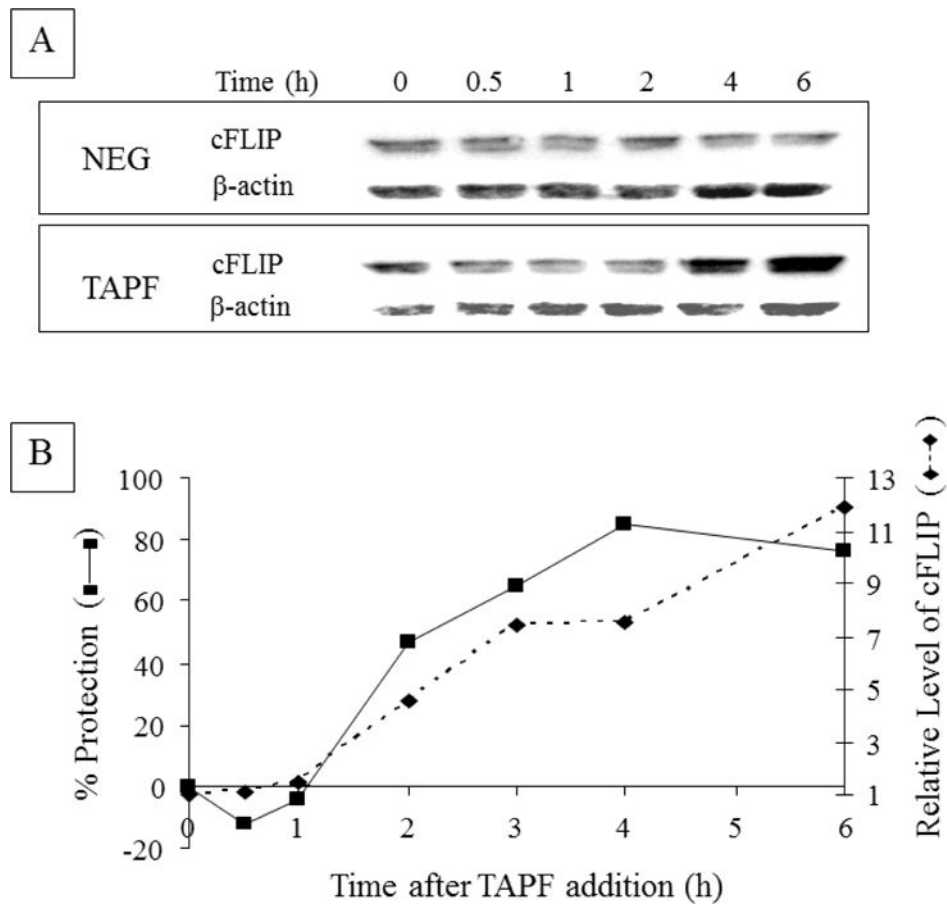 A
Time (h) 0 0.5 1 2 4 6
NEG
cFLIP
β-actin
TAPF
cFLIP
β-actin
B
% Protection ( )
100
80
60
40
20
0
-20
13
11
9
7
5
3
1
Relative Level of cFLIP ( )
0 1 2 3 4 5 6
Time after TAPF addition (h)